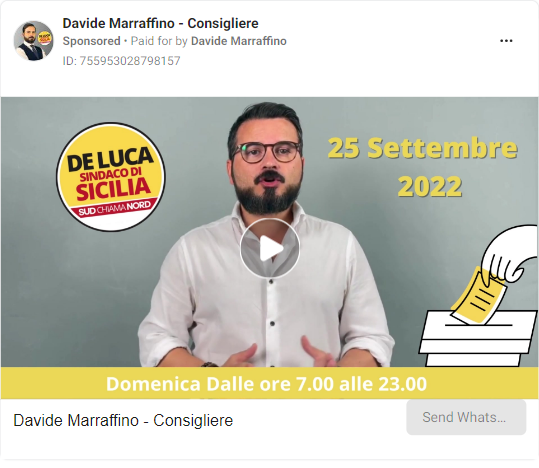 Davide Marraffino - Consigliere
Sponsored • Paid for by Davide Marraffino
ID: 755953028798157
DE LUCA
SINDACO DI
SICILIA
SUD CHIAMA NORD
25 Settembre
2022
Domenica Dalle ore 7.00 alle 23.00
Davide Marraffino - Consigliere
Send Whats...